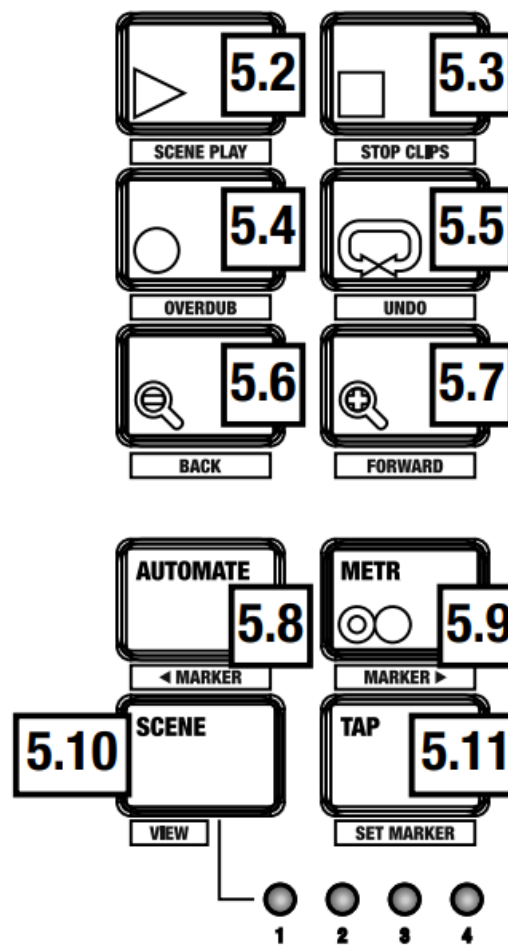 5.2 5.3
SCENE PLAY STOP CLIPS
5.4 5.5
OVERDUB UNDO
5.6 5.7
BACK FORWARD
AUTOMATE METR
5.8 5.9
◄ MARKER MARKER ►
SCENE TAP
5.10 5.11
VIEW SET MARKER
1 2 3 4